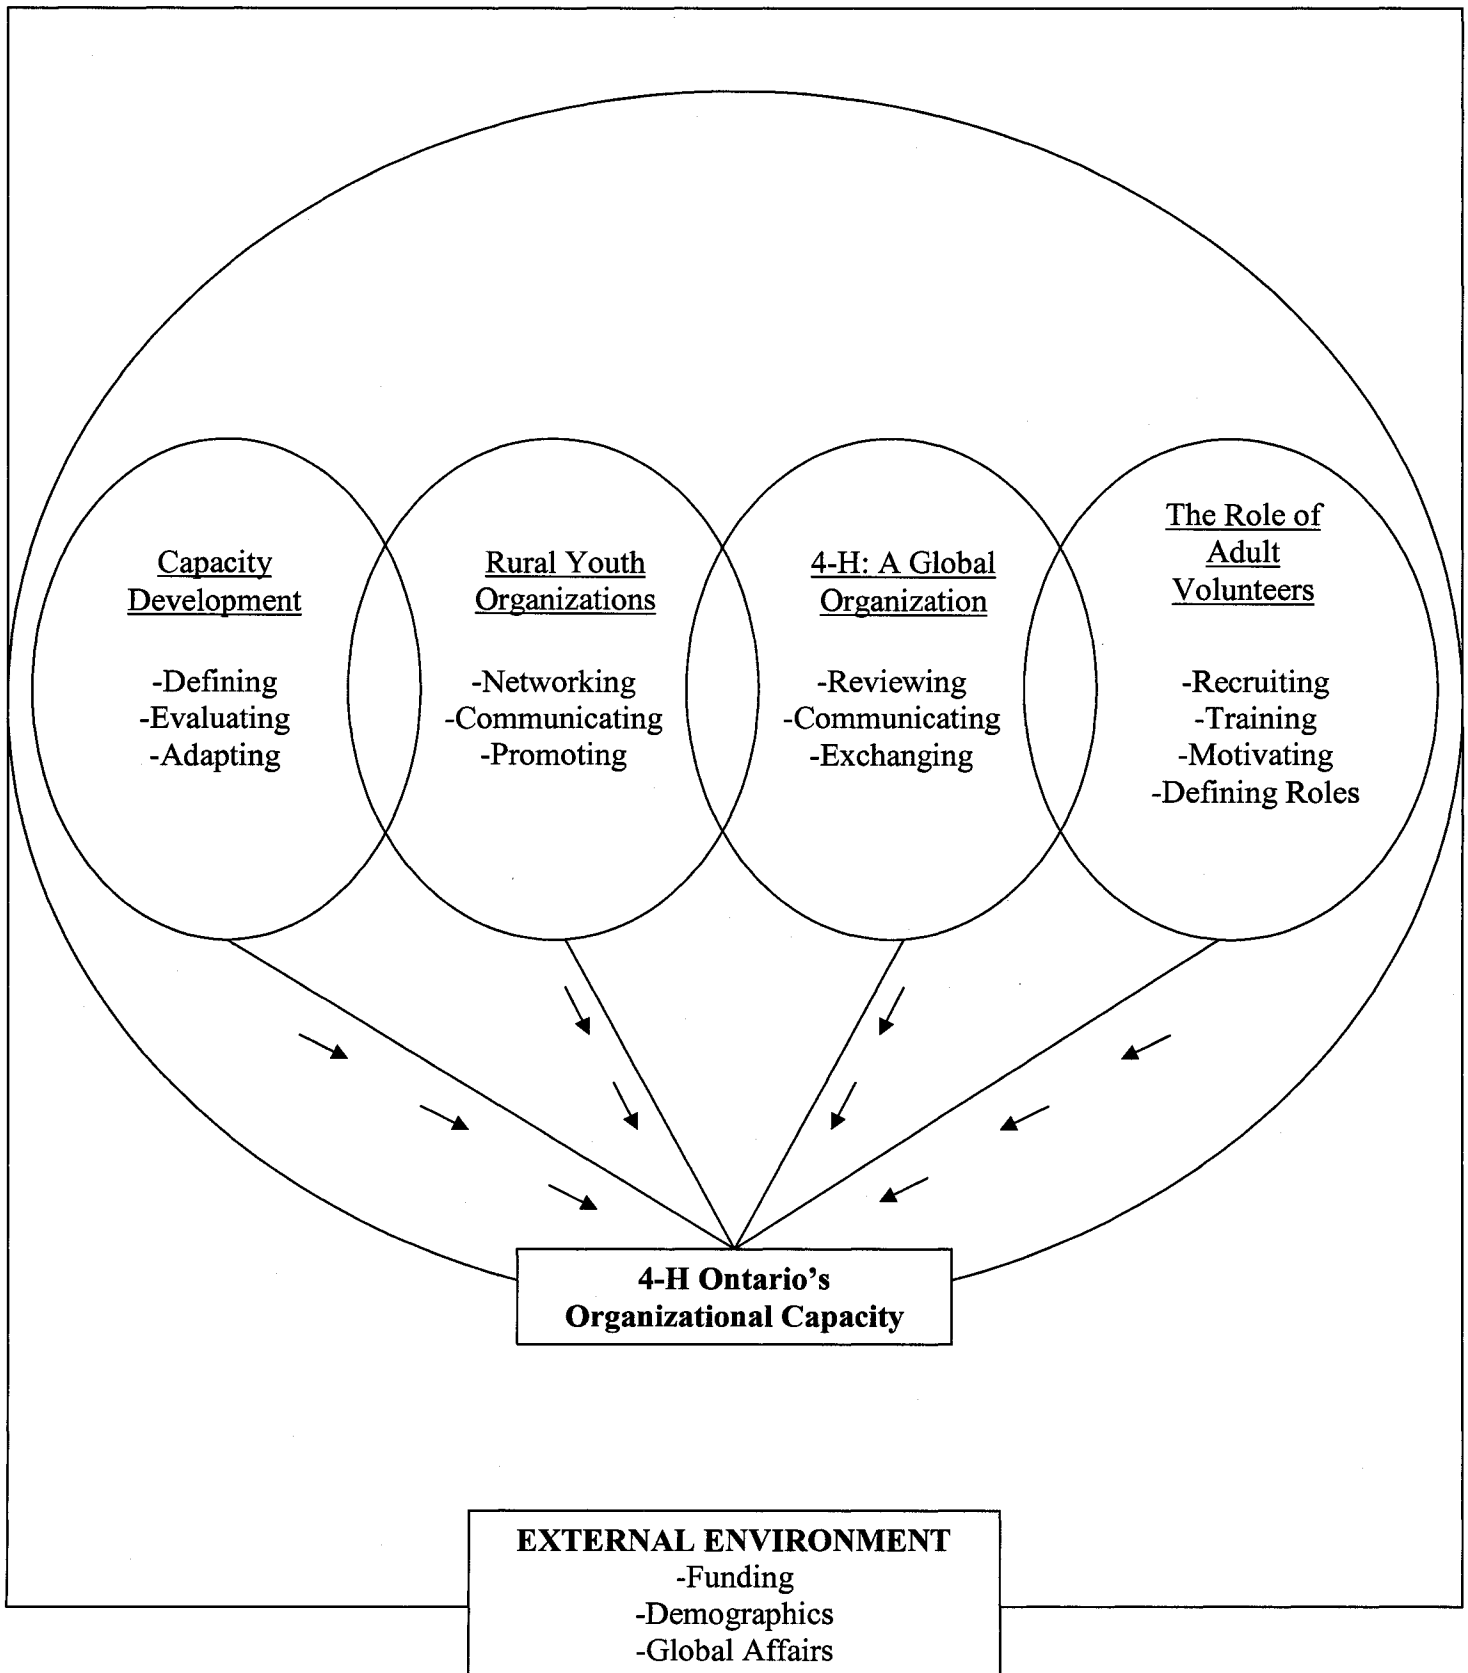 Capacity
Development
-Defining
-Evaluating
-Adapting
Rural Youth
Organizations
-Networking
-Communicating
-Promoting
4-H: A Global
Organization
-Reviewing
-Communicating
-Exchanging
The Role of
Adult
Volunteers
-Recruiting
-Training
-Motivating
-Defining Roles
4-H Ontario's
Organizational Capacity
EXTERNAL ENVIRONMENT
-Funding
-Demographics
-Global Affairs